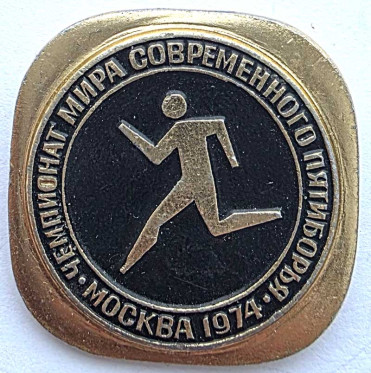 ЧЕМПИОНАТ МИРА СОВРЕМЕННОГО ПЯТИБОРЬЯ
• МОСКВА 1974 •